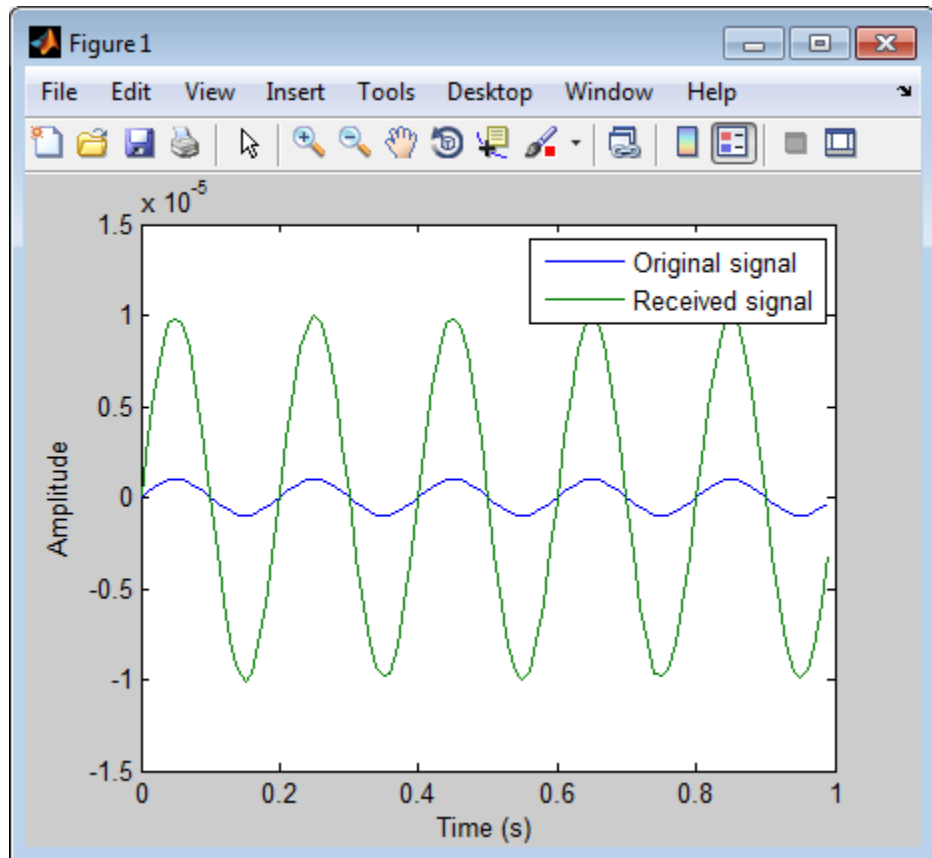 Figure 1
File Edit View Insert Tools Desktop Window Help
x 10^-5
1.5
1
0.5
0
-0.5
-1
-1.5
Amplitude
Original signal
Received signal
0 0.2 0.4 0.6 0.8 1
Time (s)